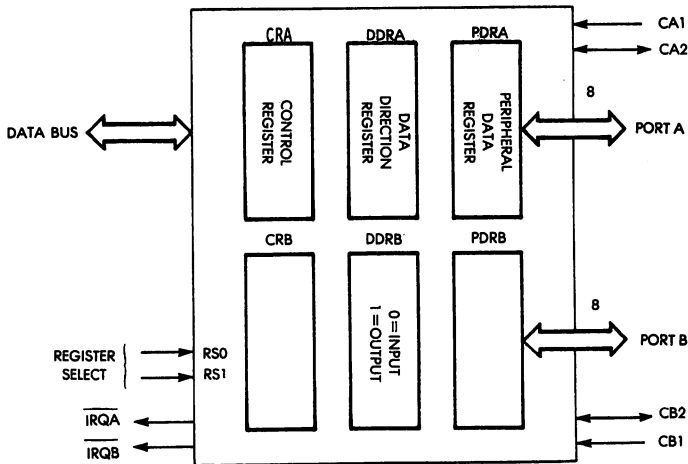 CRA
DDRA
PDRA
CA1
CA2
CONTROL
REGISTER
DATA
DIRECTION
REGISTER
PERIPHERAL
DATA
REGISTER
8
DATA BUS
PORT A
CRB
DDRB
PDRB
0=INPUT
1=OUTPUT
8
PORT B
REGISTER
SELECT
RS0
RS1
IRQA
IRQB
CB2
CB1